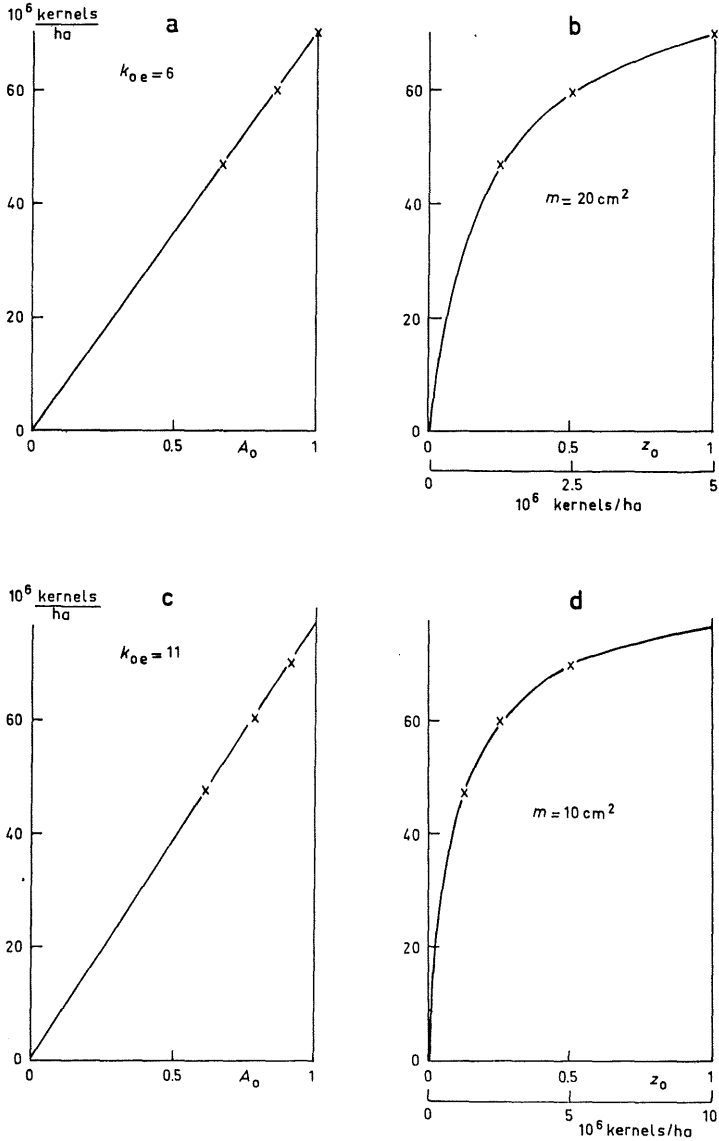 10⁶ kernels
ha
a
k₀ₑ = 6
60
40
20
0
0 0.5 A₀ 1
b
60
40
20
0
m = 20 cm²
0 0.5 z₀ 1
0 2.5 5
10⁶ kernels/ha
10⁶ kernels
ha
c
k₀ₑ = 11
60
40
20
0
0 0.5 A₀ 1
d
60
40
20
0
m = 10 cm²
0 0.5 z₀ 1
0 5 10
10⁶ kernels/ha